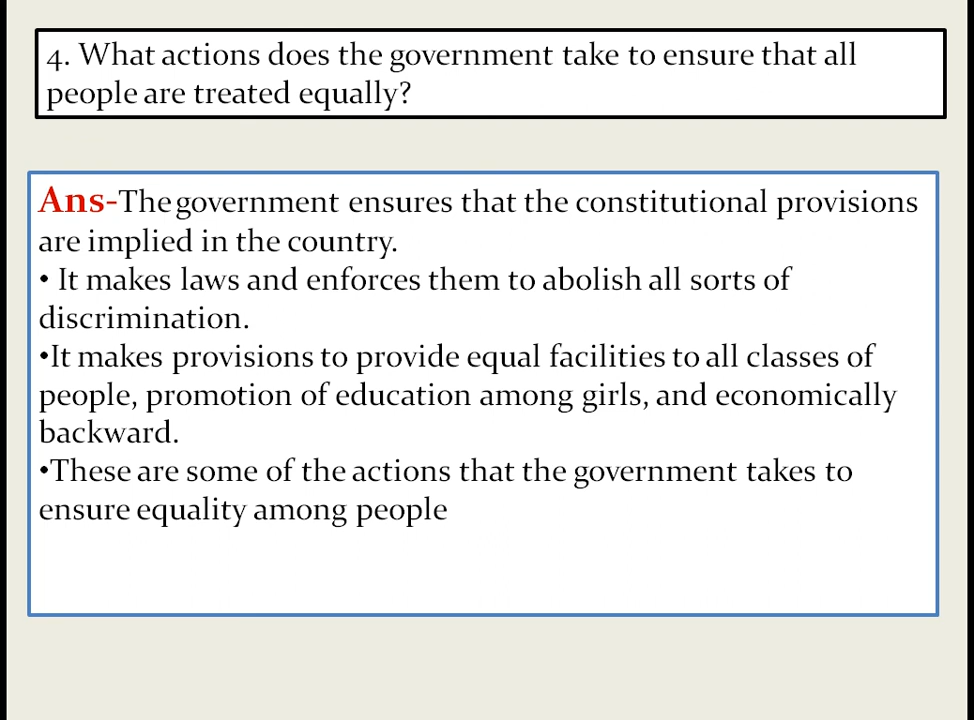 4. What actions does the government take to ensure that all
people are treated equally?
Ans-The government ensures that the constitutional provisions
are implied in the country.
• It makes laws and enforces them to abolish all sorts of
discrimination.
•It makes provisions to provide equal facilities to all classes of
people, promotion of education among girls, and economically
backward.
•These are some of the actions that the government takes to
ensure equality among people